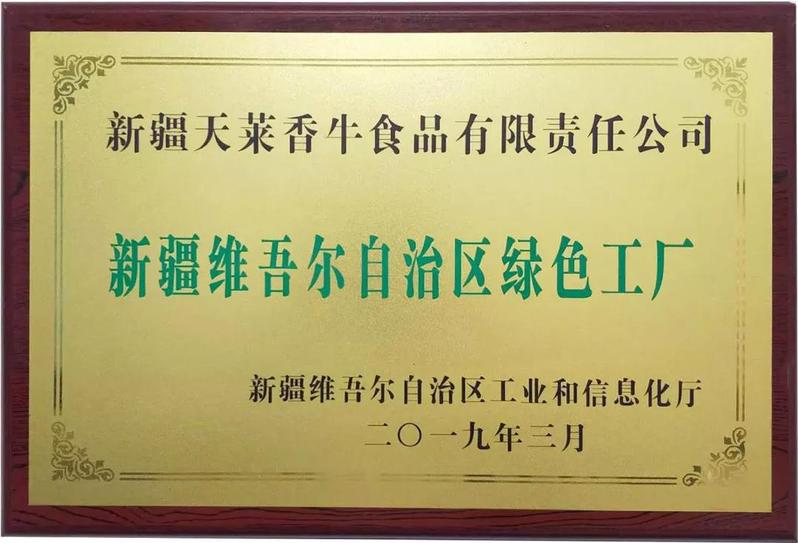 新疆天莱香牛食品有限责任公司
新疆维吾尔自治区绿色工厂
新疆维吾尔自治区工业和信息化厅
二〇一九年三月